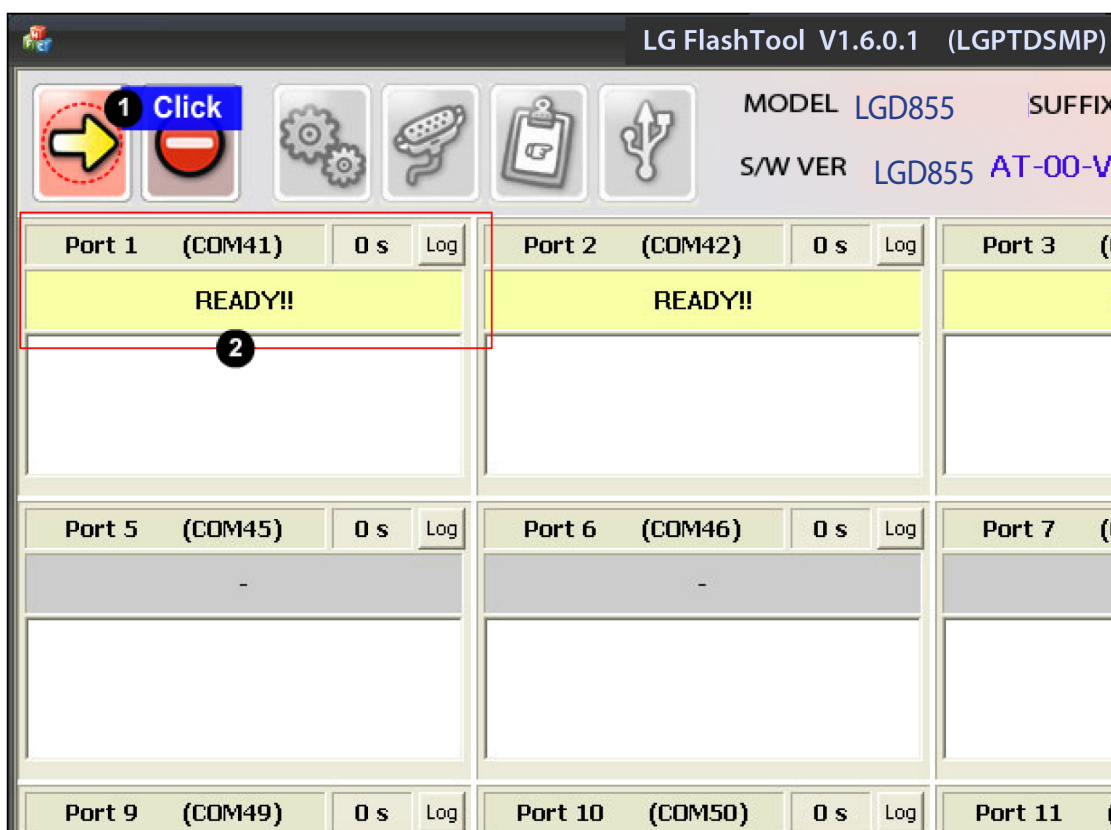 LG FlashTool V1.6.0.1 (LGPTDSMP)
1 Click
MODEL LGD855 SUFFIX
S/W VER LGD855 AT-00-V
Port 1 (COM41) 0 s Log Port 2 (COM42) 0 s Log Port 3 (
READY!! READY!!
2
Port 5 (COM45) 0 s Log Port 6 (COM46) 0 s Log Port 7 (
- -
Port 9 (COM49) 0 s Log Port 10 (COM50) 0 s Log Port 11 (